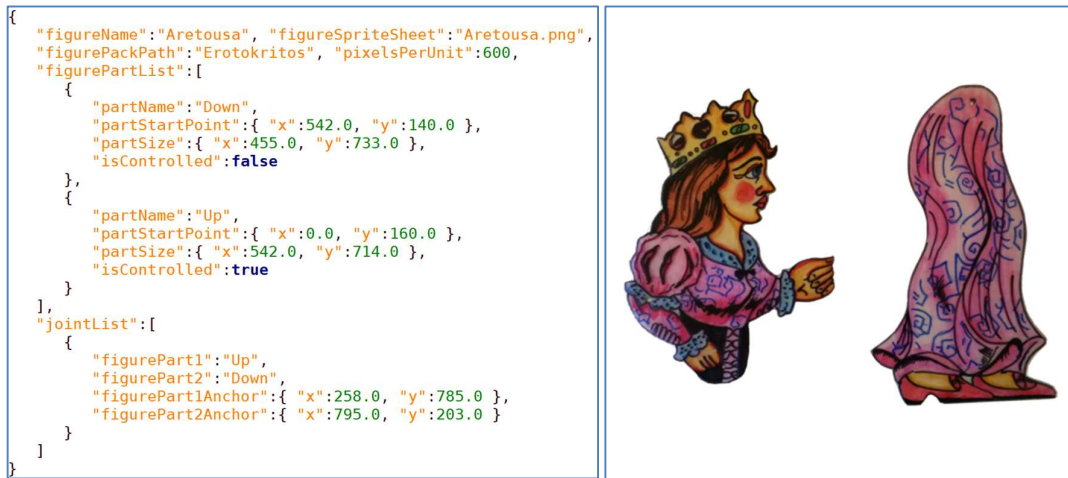 {
"figureName":"Aretousa", "figureSpriteSheet":"Aretousa.png",
"figurePackPath":"Erotokritos", "pixelsPerUnit":600,
"figurePartList":[
{
"partName":"Down",
"partStartPoint":{ "x":542.0, "y":140.0 },
"partSize":{ "x":455.0, "y":733.0 },
"isControlled":false
},
{
"partName":"Up",
"partStartPoint":{ "x":0.0, "y":160.0 },
"partSize":{ "x":542.0, "y":714.0 },
"isControlled":true
}
],
"jointList":[
{
"figurePart1":"Up",
"figurePart2":"Down",
"figurePart1Anchor":{ "x":258.0, "y":785.0 },
"figurePart2Anchor":{ "x":795.0, "y":203.0 }
}
]
}